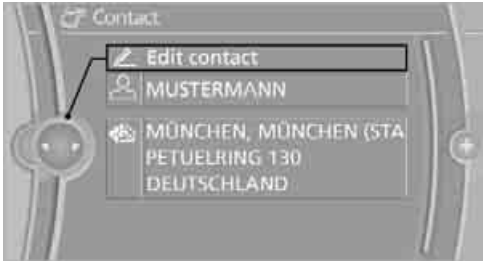 Contact
Edit contact
MUSTERMANN
MÜNCHEN, MÜNCHEN (STA
PETUELRING 130
DEUTSCHLAND